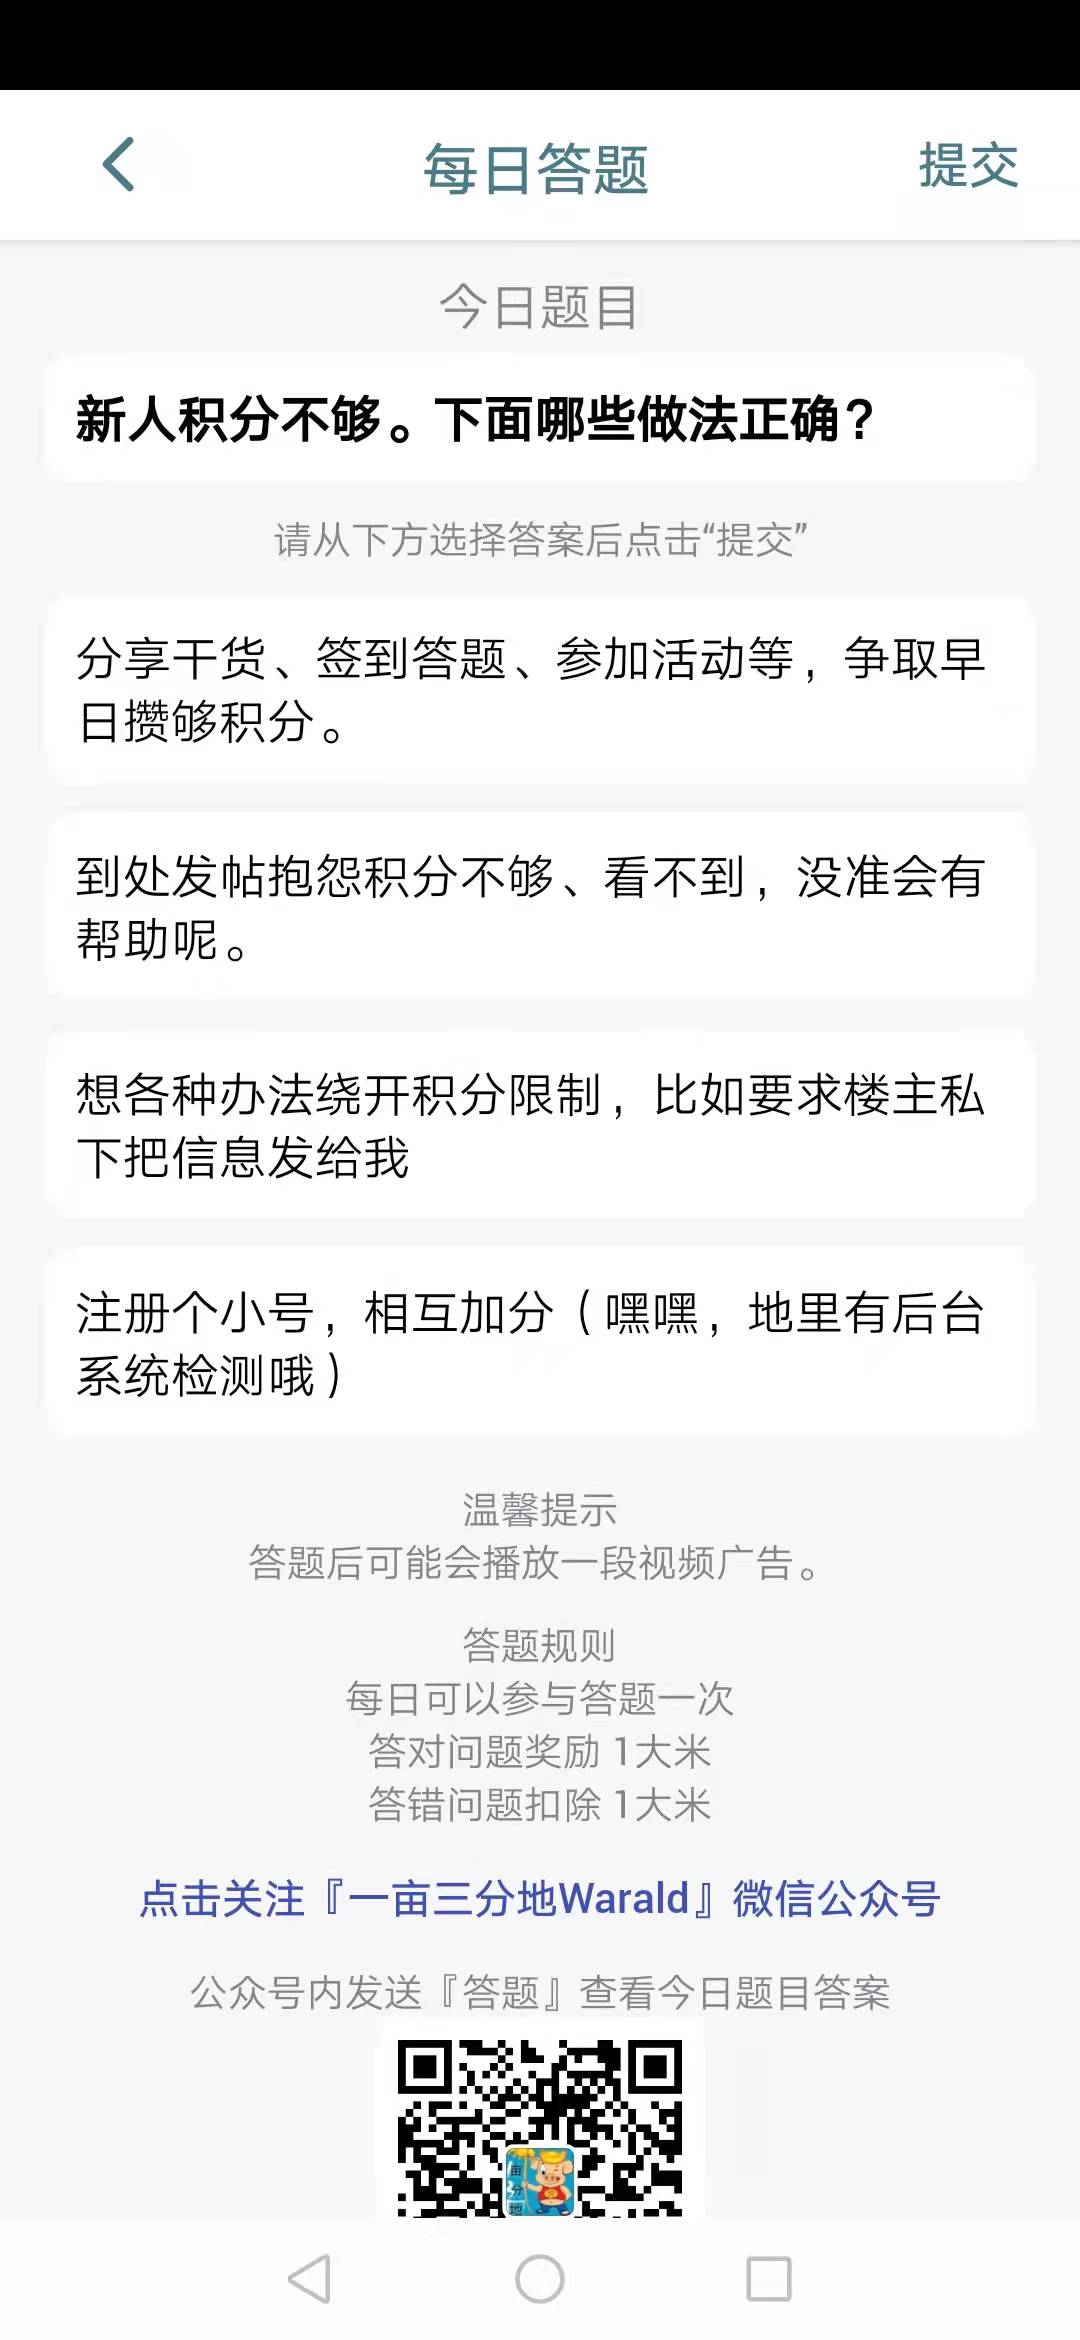 每日答题
提交
今日题目
新人积分不够。下面哪些做法正确？
请从下方选择答案后点击“提交”
分享干货、签到答题、参加活动等，争取早
日攒够积分。
到处发帖抱怨积分不够、看不到，没准会有
帮助呢。
想各种办法绕开积分限制，比如要求楼主私
下把信息发给我
注册个小号，相互加分（嘿嘿，地里有后台
系统检测哦）
温馨提示
答题后可能会播放一段视频广告。
答题规则
每日可以参与答题一次
答对问题奖励 1大米
答错问题扣除 1大米
点击关注『一亩三分地Warald』微信公众号
公众号内发送『答题』查看今日题目答案